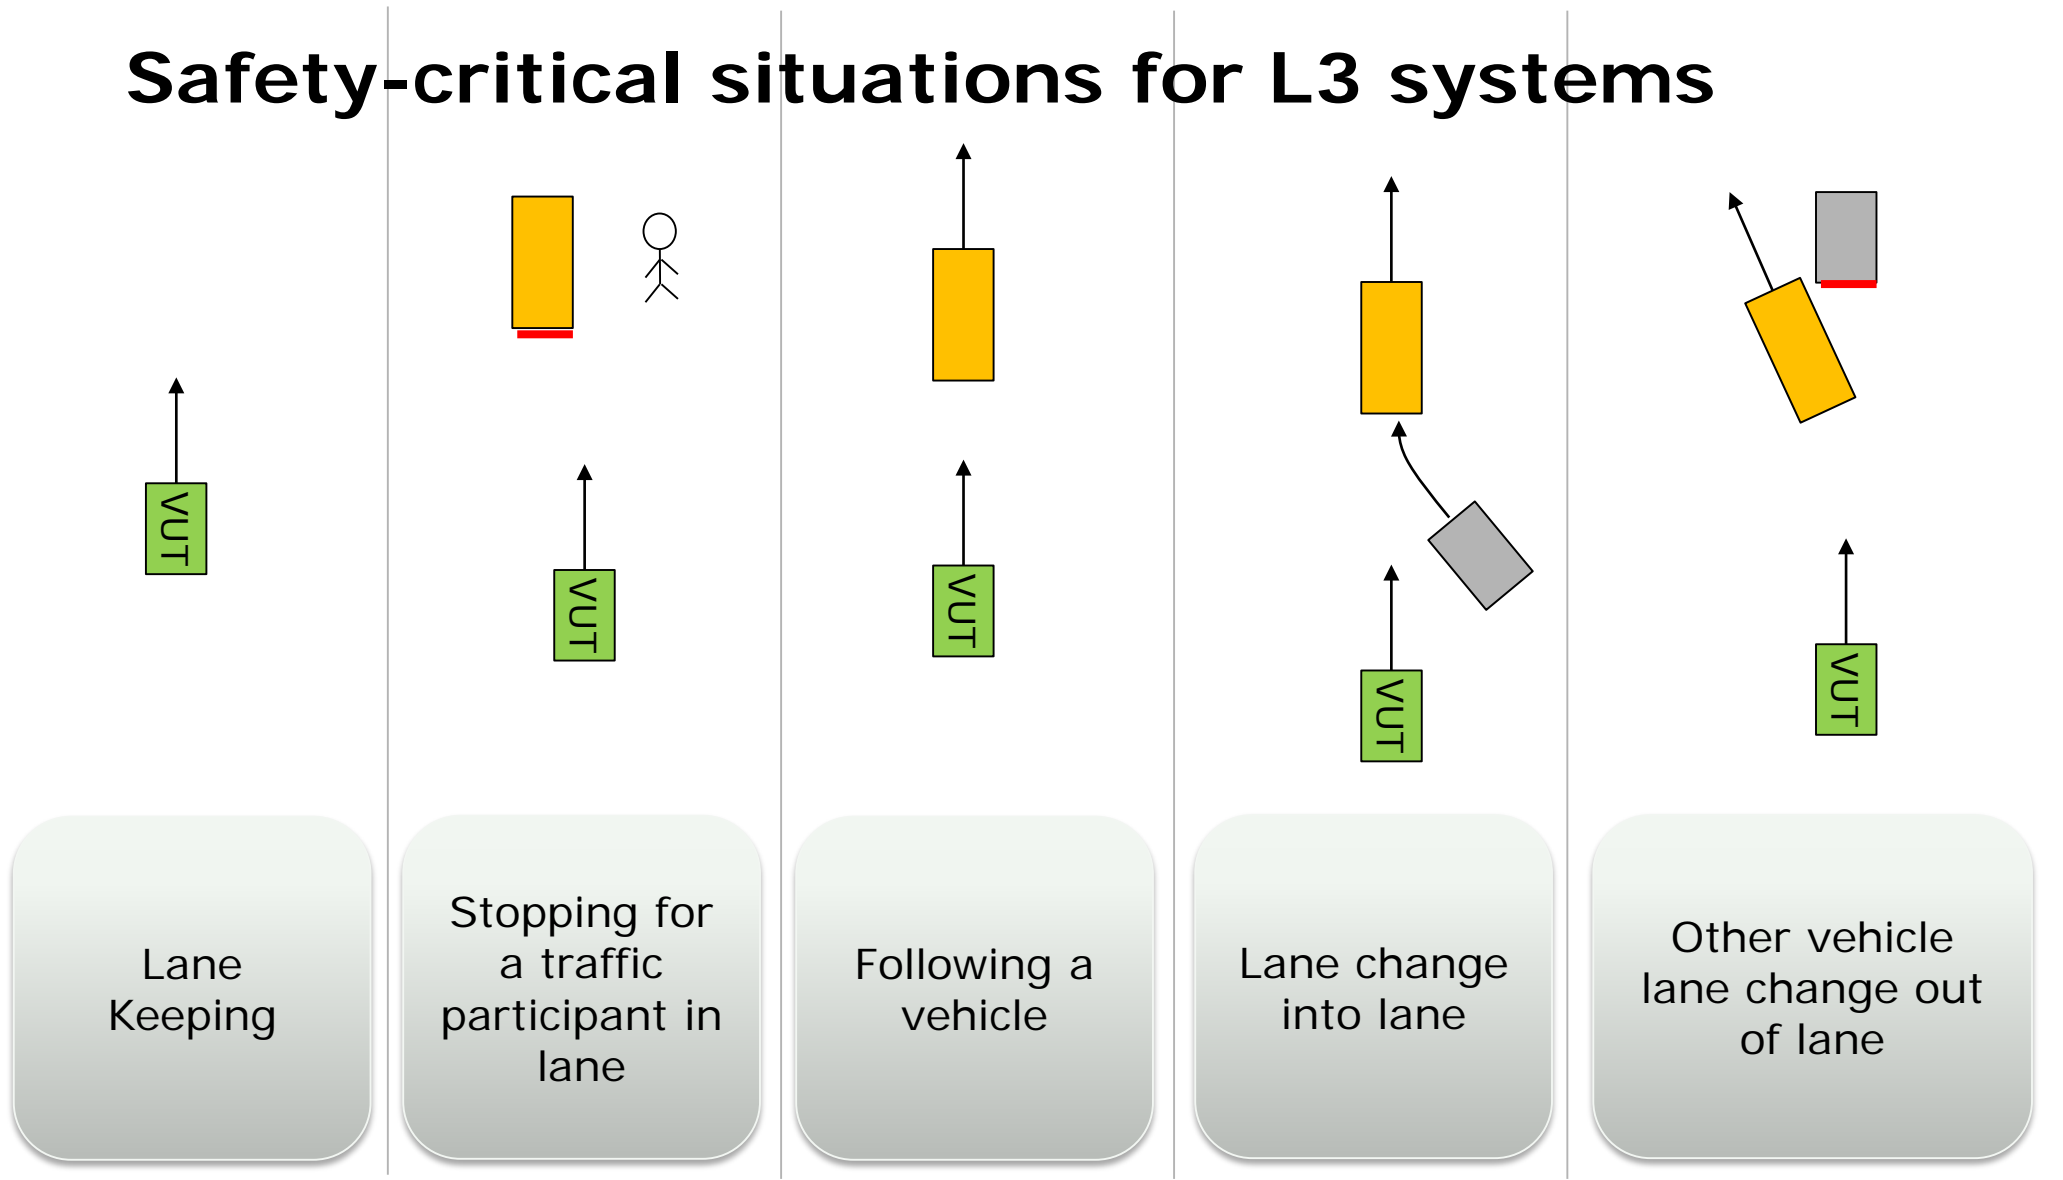 Safety-critical situations for L3 systems
VUT
VUT
VUT
VUT
VUT
Lane
Keeping
Stopping for
a traffic
participant in
lane
Following a
vehicle
Lane change
into lane
Other vehicle
lane change out
of lane